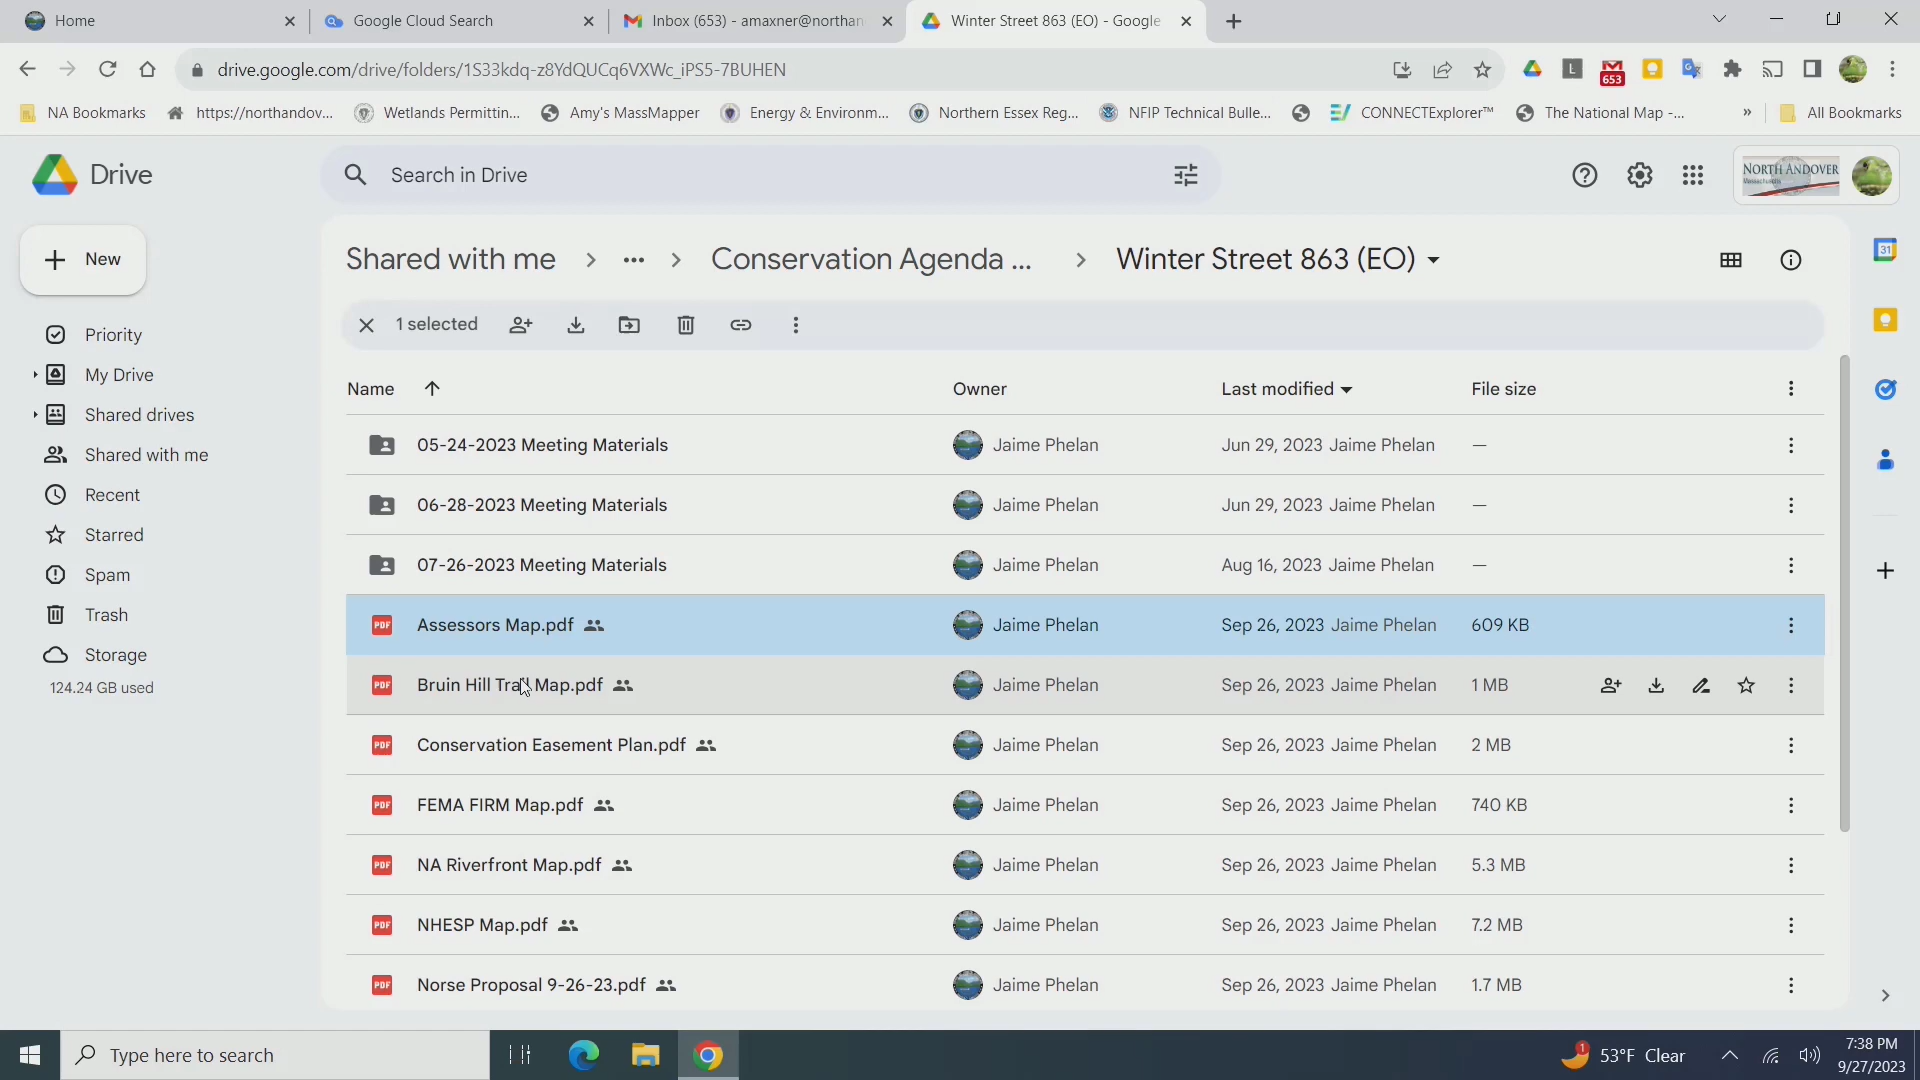 Home
Google Cloud Search
Inbox (653) - amaxner@northan
Winter Street 863 (EO) - Google
drive.google.com/drive/folders/1S33kdq-z8YdQUCq6VXWc_iPS5-7BUHEN
653
NA Bookmarks
https://northandov...
Wetlands Permittin...
Amy's MassMapper
Energy & Environm...
Northern Essex Reg...
NFIP Technical Bulle...
CONNECTExplorer™
The National Map -...
»
All Bookmarks
Drive
Search in Drive
NORTH ANDOVER
Massachusetts
New
Shared with me > ... > Conservation Agenda ... > Winter Street 863 (EO)
31
1 selected
Priority
My Drive
Shared drives
Shared with me
Recent
Starred
Spam
Trash
Storage
124.24 GB used
Name Owner Last modified File size
05-24-2023 Meeting Materials Jaime Phelan Jun 29, 2023 Jaime Phelan —
06-28-2023 Meeting Materials Jaime Phelan Jun 29, 2023 Jaime Phelan —
07-26-2023 Meeting Materials Jaime Phelan Aug 16, 2023 Jaime Phelan —
PDF Assessors Map.pdf Jaime Phelan Sep 26, 2023 Jaime Phelan 609 KB
PDF Bruin Hill Trail Map.pdf Jaime Phelan Sep 26, 2023 Jaime Phelan 1 MB
PDF Conservation Easement Plan.pdf Jaime Phelan Sep 26, 2023 Jaime Phelan 2 MB
PDF FEMA FIRM Map.pdf Jaime Phelan Sep 26, 2023 Jaime Phelan 740 KB
PDF NA Riverfront Map.pdf Jaime Phelan Sep 26, 2023 Jaime Phelan 5.3 MB
PDF NHESP Map.pdf Jaime Phelan Sep 26, 2023 Jaime Phelan 7.2 MB
PDF Norse Proposal 9-26-23.pdf Jaime Phelan Sep 26, 2023 Jaime Phelan 1.7 MB
Type here to search
1
53°F Clear
7:38 PM
9/27/2023